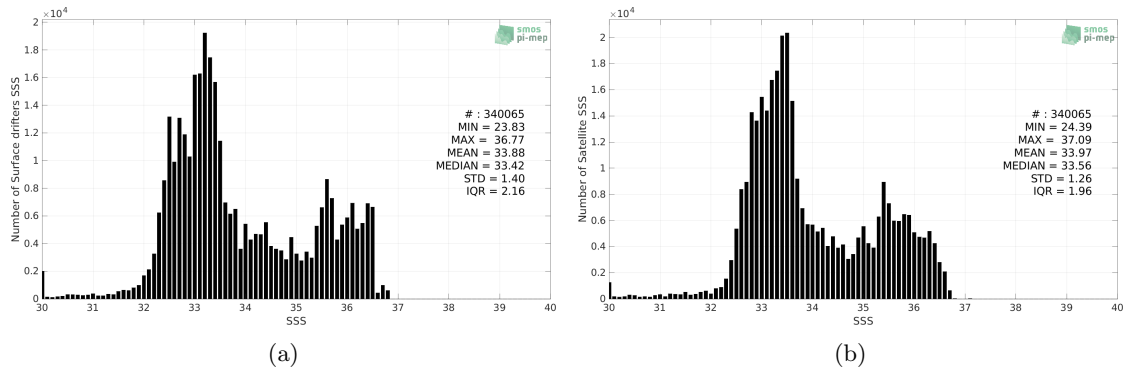 ×10⁴
2
1.8
1.6
1.4
1.2
1
0.8
0.6
0.4
0.2
0
Number of Surface drifters SSS
30 31 32 33 34 35 36 37 38 39 40
SSS
smos
pi-mep
# : 340065
MIN = 23.83
MAX = 36.77
MEAN = 33.88
MEDIAN = 33.42
STD = 1.40
IQR = 2.16
(a)
×10⁴
2
1.8
1.6
1.4
1.2
1
0.8
0.6
0.4
0.2
0
Number of Satellite SSS
30 31 32 33 34 35 36 37 38 39 40
SSS
smos
pi-mep
# : 340065
MIN = 24.39
MAX = 37.09
MEAN = 33.97
MEDIAN = 33.56
STD = 1.26
IQR = 1.96
(b)